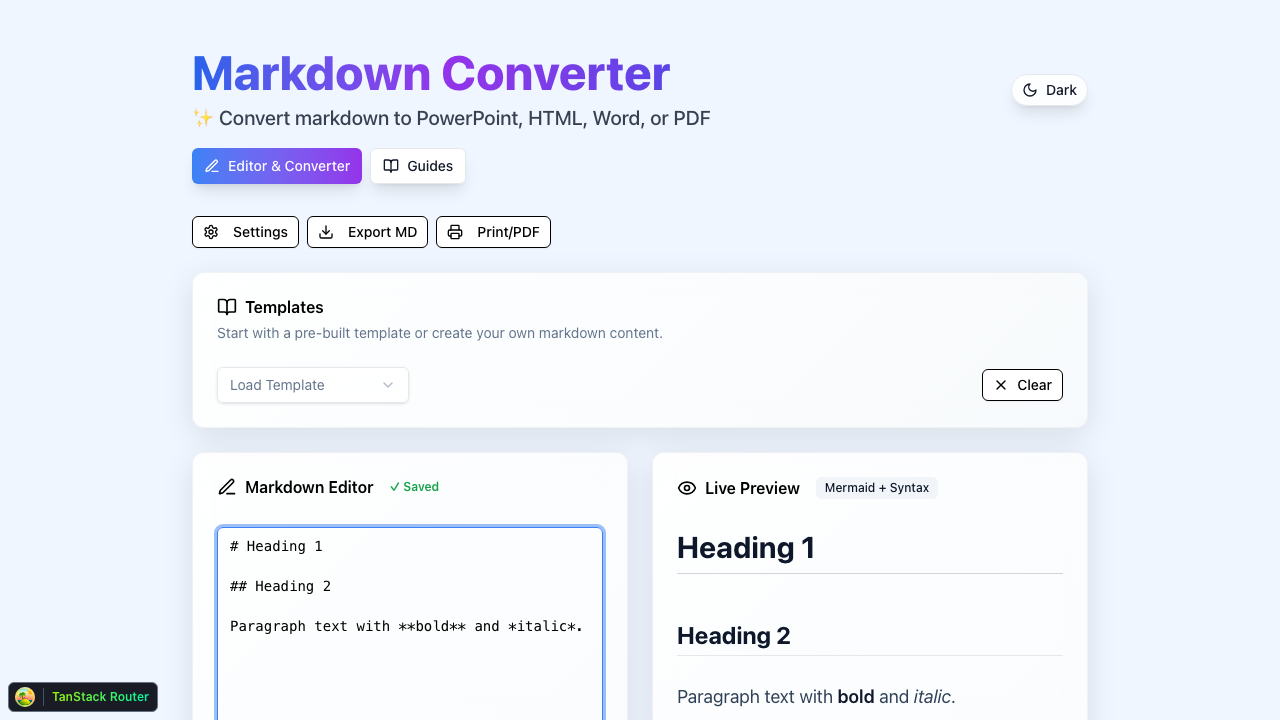 Markdown Converter
✨ Convert markdown to PowerPoint, HTML, Word, or PDF
Dark
Editor & Converter
Guides
Settings
Export MD
Print/PDF
Templates
Start with a pre-built template or create your own markdown content.
Load Template
Clear
Markdown Editor
✓ Saved
# Heading 1
## Heading 2
Paragraph text with **bold** and *italic*.
Live Preview
Mermaid + Syntax
Heading 1
Heading 2
Paragraph text with bold and italic.
TanStack Router